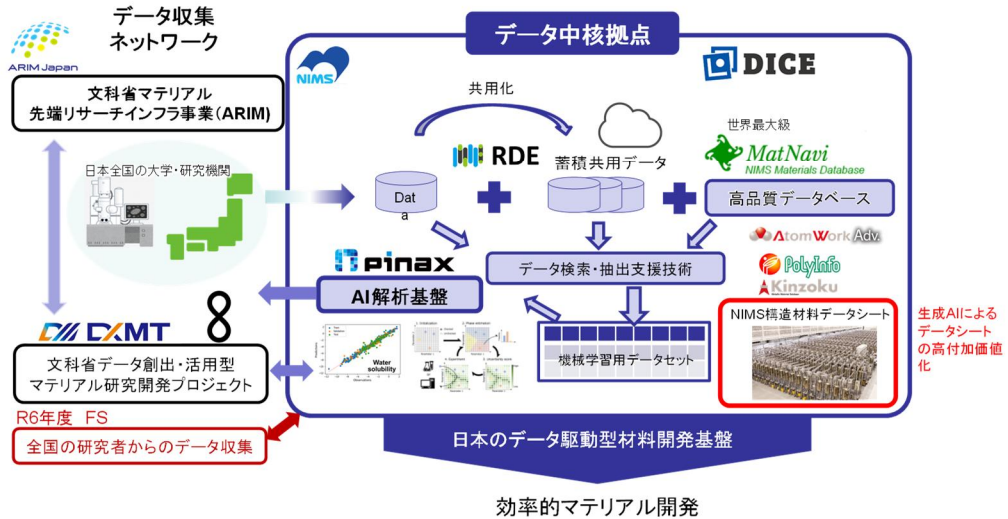 データ収集
ネットワーク
ARIM Japan
文科省マテリアル
先端リサーチインフラ事業(ARIM)
日本全国の大学・研究機関
DXMT
文科省データ創出・活用型
マテリアル研究開発プロジェクト
R6年度 FS
全国の研究者からのデータ収集
データ中核拠点
NIMS
DICE
共用化
RDE
蓄積共用データ
世界最大級
MatNavi
NIMS Materials Database
Dat
a
高品質データベース
AtomWork Adv.
PolyInfo
Kinzoku
pinax
AI解析基盤
データ検索・抽出支援技術
Water
solubility
機械学習用データセット
NIMS構造材料データシート
生成AIによる
データシート
の高付加価値
化
日本のデータ駆動型材料開発基盤
効率的マテリアル開発